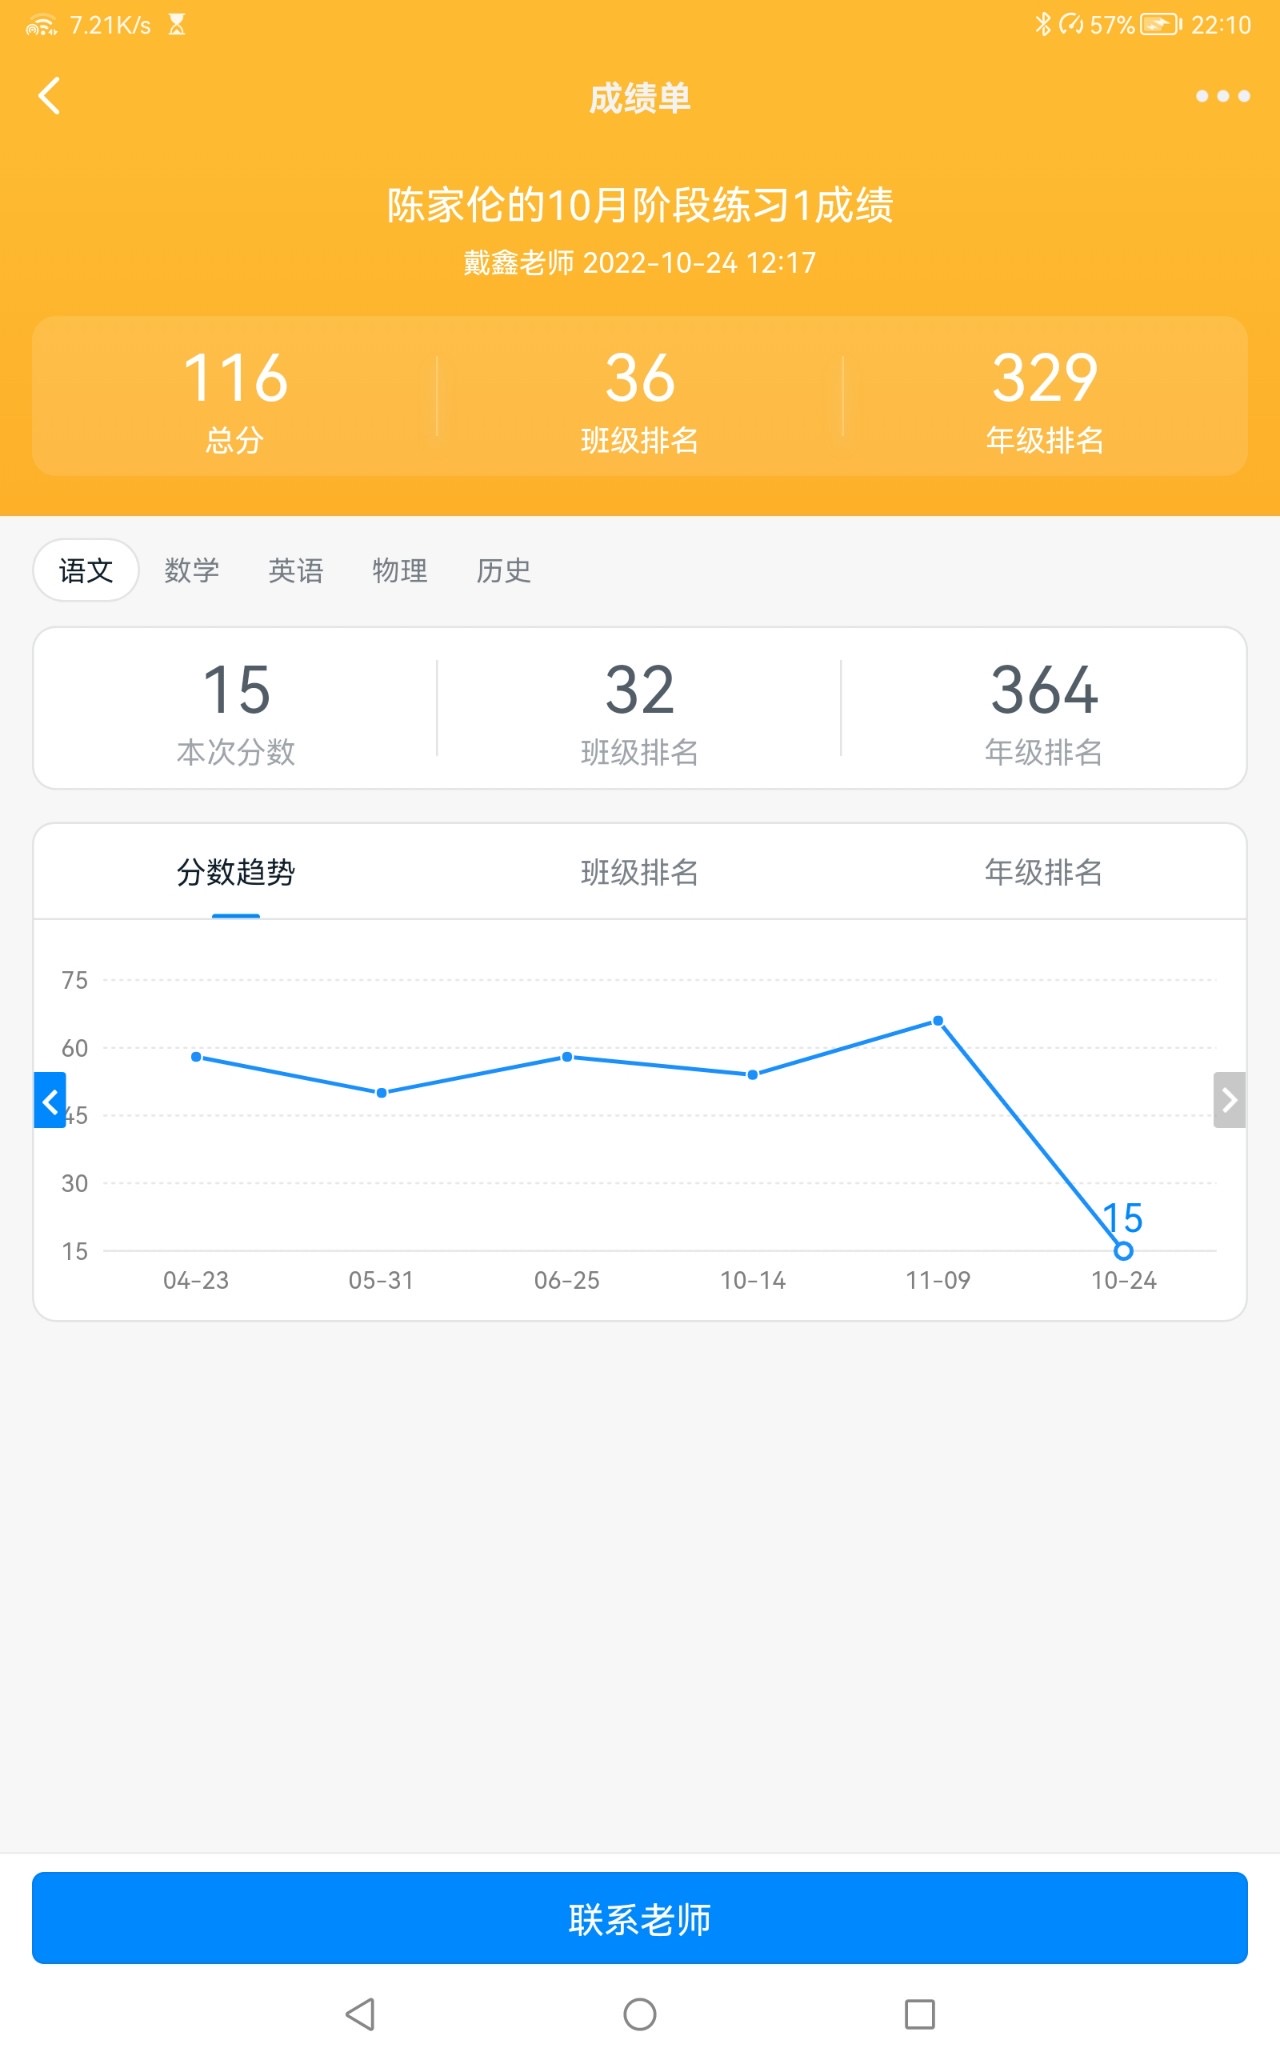 7.21K/s 57% 22:10
成绩单
陈家伦的10月阶段练习1成绩
戴鑫老师 2022-10-24 12:17
116 36 329
总分 班级排名 年级排名
语文 数学 英语 物理 历史
15 32 364
本次分数 班级排名 年级排名
分数趋势 班级排名 年级排名
75
60
45
30
15
15
04-23 05-31 06-25 10-14 11-09 10-24
联系老师